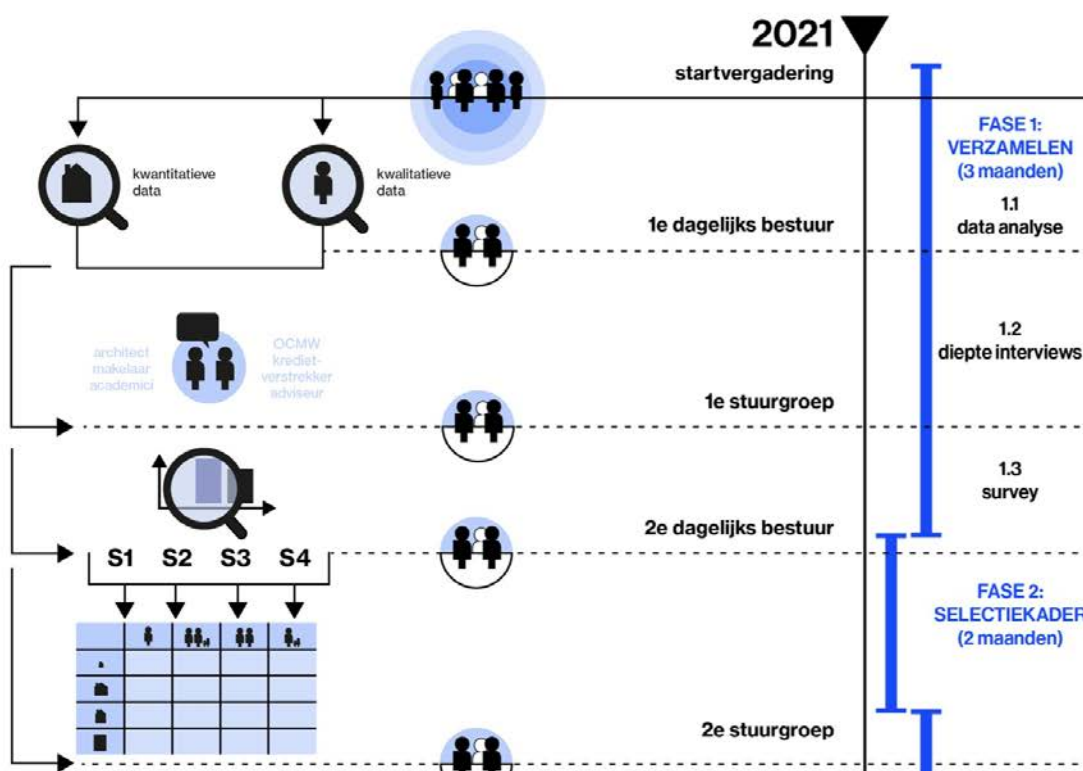 2021
startvergadering
FASE 1:
VERZAMELEN
(3 maanden)
kwantitatieve
data
kwalitatieve
data
1.1
data analyse
1e dagelijks bestuur
1.2
diepte interviews
architect
makelaar
academici
OCMW
krediet-
verstrekker
adviseur
1e stuurgroep
1.3
survey
2e dagelijks bestuur
S1 S2 S3 S4
FASE 2:
SELECTIEKADER
(2 maanden)
2e stuurgroep